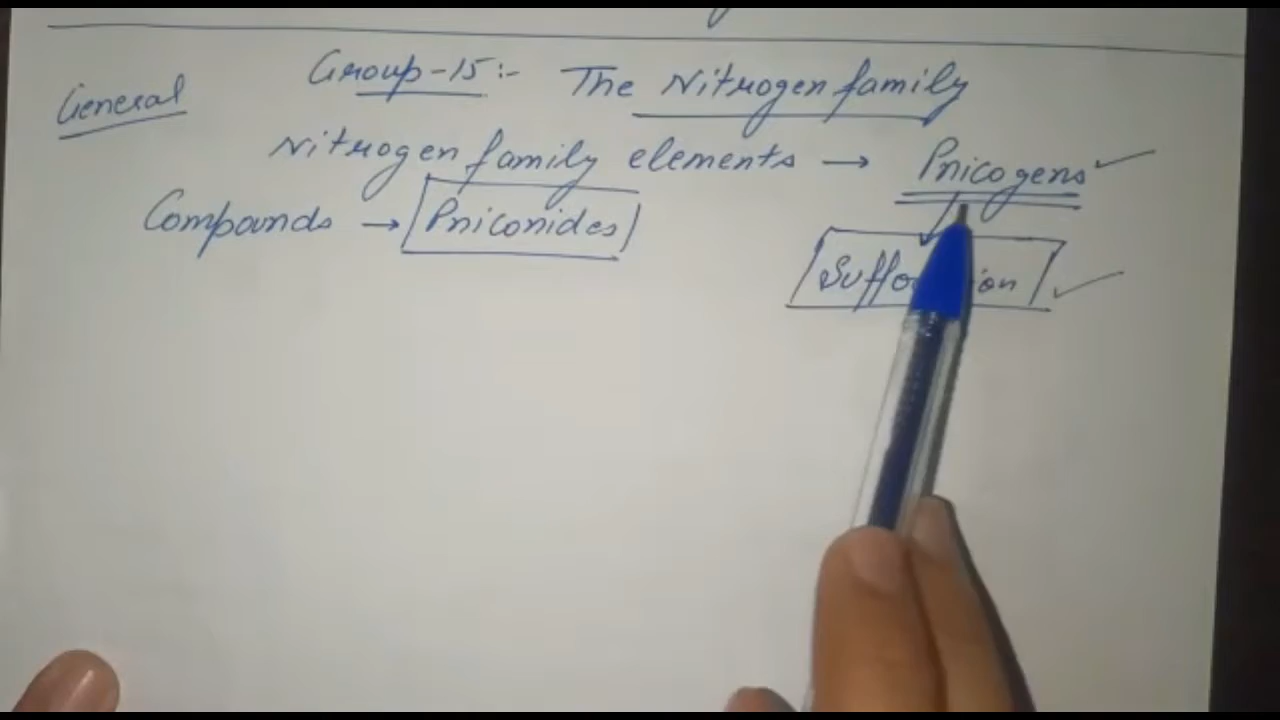 General
Group-15:- The Nitrogen family
Nitrogen family elements → Pnicogens
Compounds → Pniconides